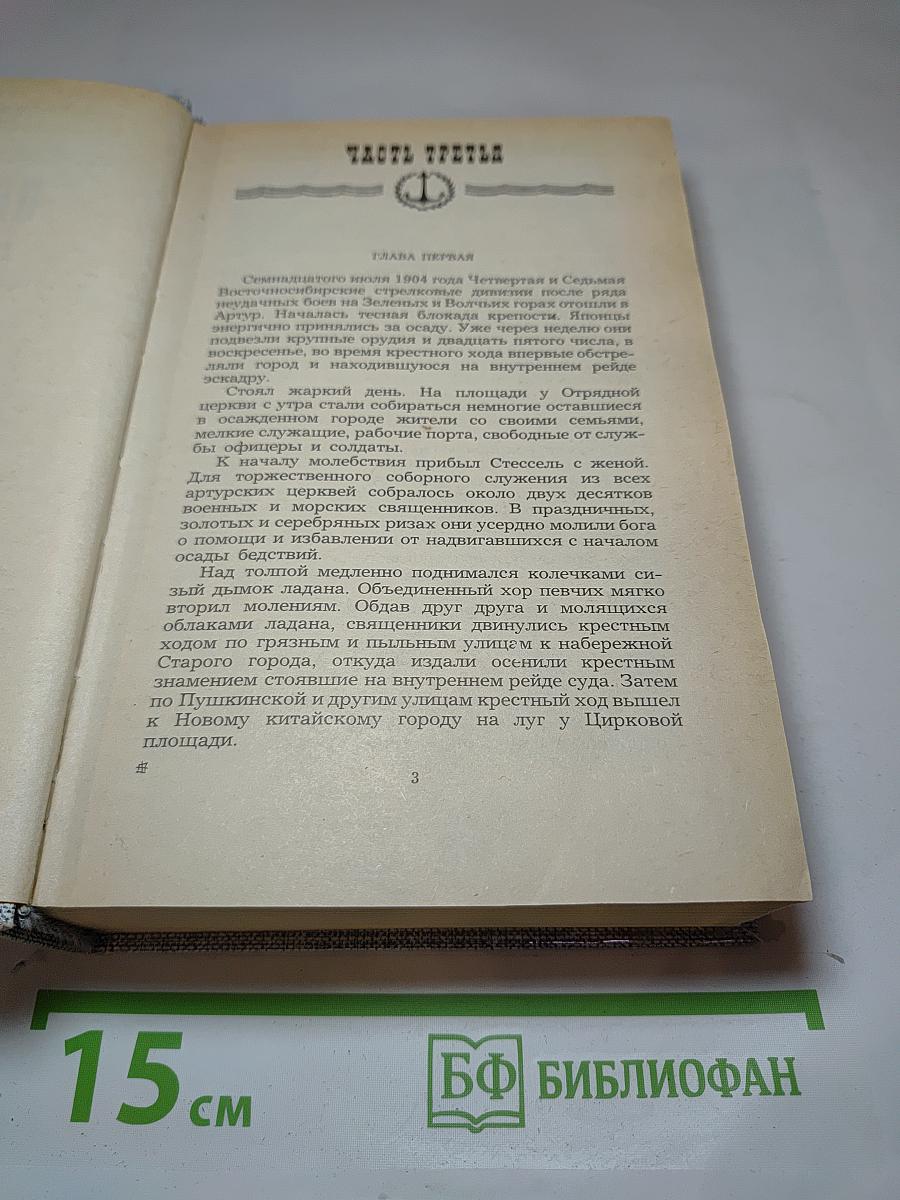 ЧАСТЬ ТРЕТЬЯ
ГЛАВА ПЕРВАЯ
Семнадцатого июля 1904 года Четвертая и Седьмая
Восточносибирские стрелковые дивизии после ряда
неудачных боев на Зеленых и Волчьих горах отошли в
Артур. Началась тесная блокада крепости. Японцы
энергично принялись за осаду. Уже через неделю они
подвезли крупные орудия и двадцать пятого числа, в
воскресенье, во время крестного хода впервые обстре-
ляли город и находившуюся на внутреннем рейде
эскадру.
Стоял жаркий день. На площади у Отрядной
церкви с утра стали собираться немногие оставшиеся
в осажденном городе жители со своими семьями,
мелкие служащие, рабочие порта, свободные от служ-
бы офицеры и солдаты.
К началу молебствия прибыл Стессель с женой.
Для торжественного соборного служения из всех
артурских церквей собралось около двух десятков
военных и морских священников. В праздничных,
золотых и серебряных ризах они усердно молили бога
о помощи и избавлении от надвигавшихся с началом
осады бедствий.
Над толпой медленно поднимался колечками си-
зый дымок ладана. Объединенный хор певчих мягко
вторил молениям. Обдав друг друга и молящихся
облаками ладана, священники двинулись крестным
ходом по грязным и пыльным улицам к набережной
Старого города, откуда издали осенили крестным
знамением стоявшие на внутреннем рейде суда. Затем
по Пушкинской и другим улицам крестный ход вышел
к Новому китайскому городу на луг у Цирковой
площади.
#
3
15 см
БФ БИБЛИОФАН